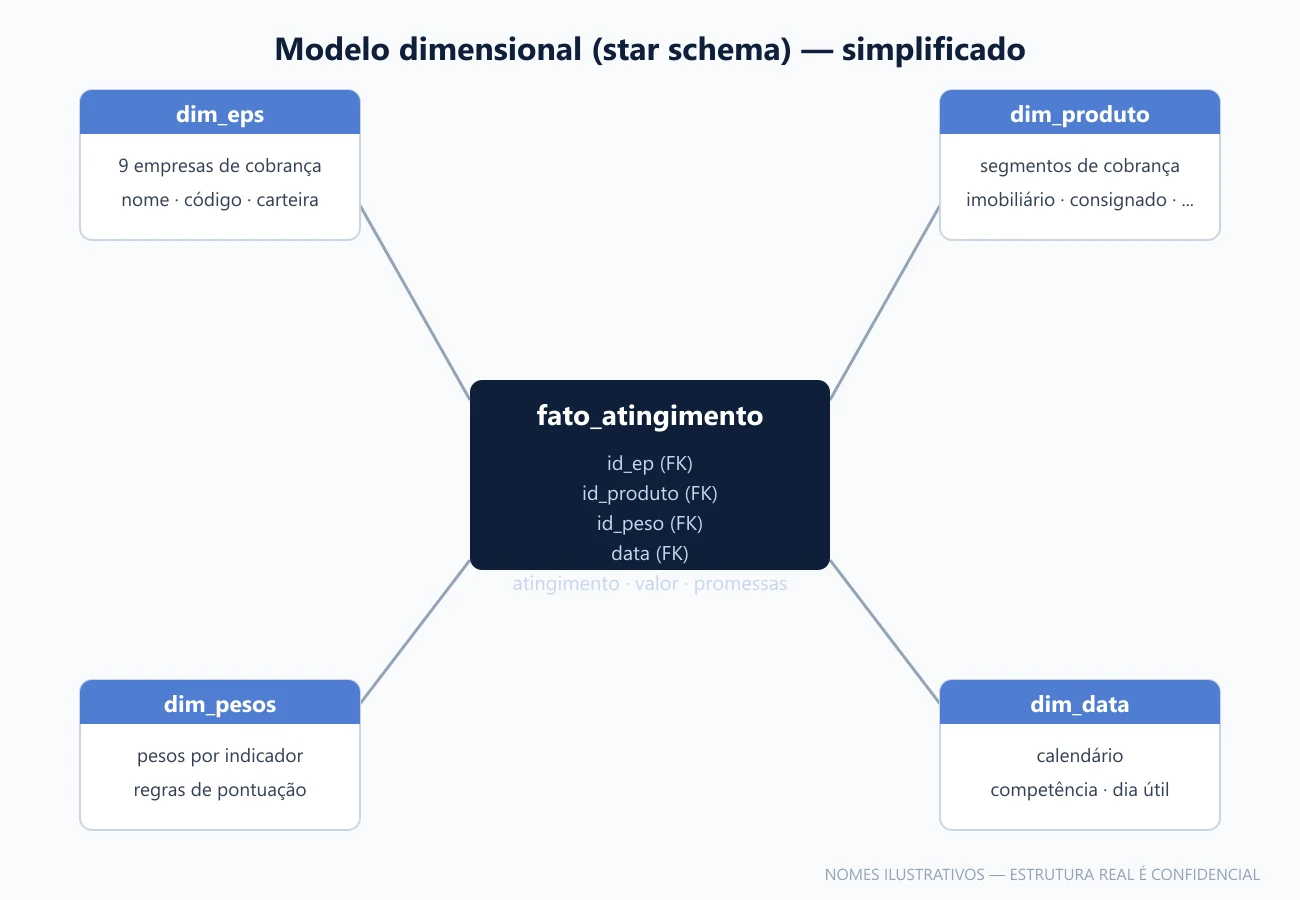 Modelo dimensional (star schema) — simplificado
dim_eps
9 empresas de cobrança
nome · código · carteira
dim_produto
segmentos de cobrança
imobiliário · consignado · ...
fato_atingimento
id_ep (FK)
id_produto (FK)
id_peso (FK)
data (FK)
atingimento · valor · promessas
dim_pesos
pesos por indicador
regras de pontuação
dim_data
calendário
competência · dia útil
NOMES ILUSTRATIVOS — ESTRUTURA REAL É CONFIDENCIAL